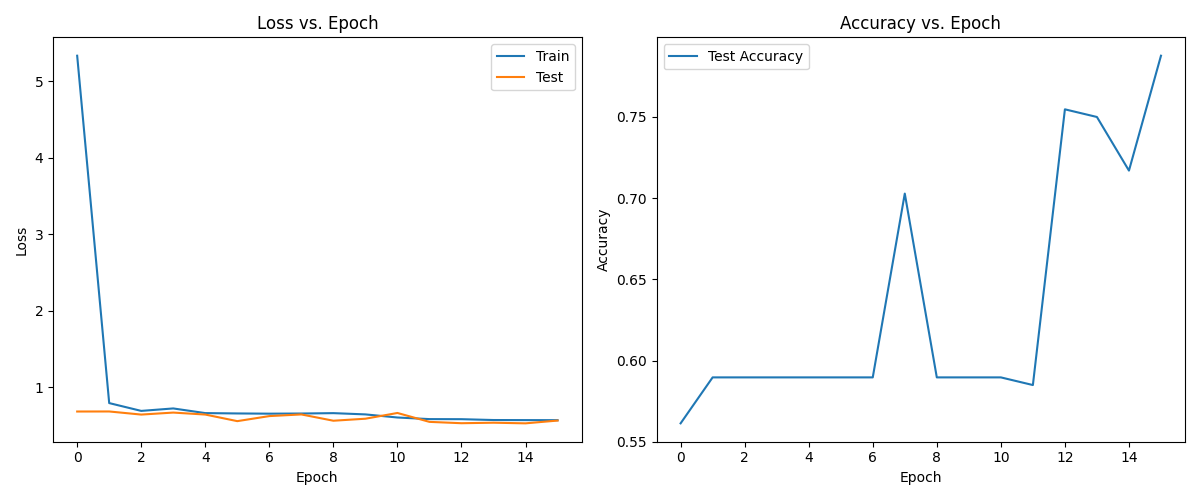 Loss vs. Epoch
Train
Test
5
4
3
2
1
Loss
0 2 4 6 8 10 12 14
Epoch
Accuracy vs. Epoch
Test Accuracy
0.75
0.70
0.65
0.60
0.55
Accuracy
0 2 4 6 8 10 12 14
Epoch